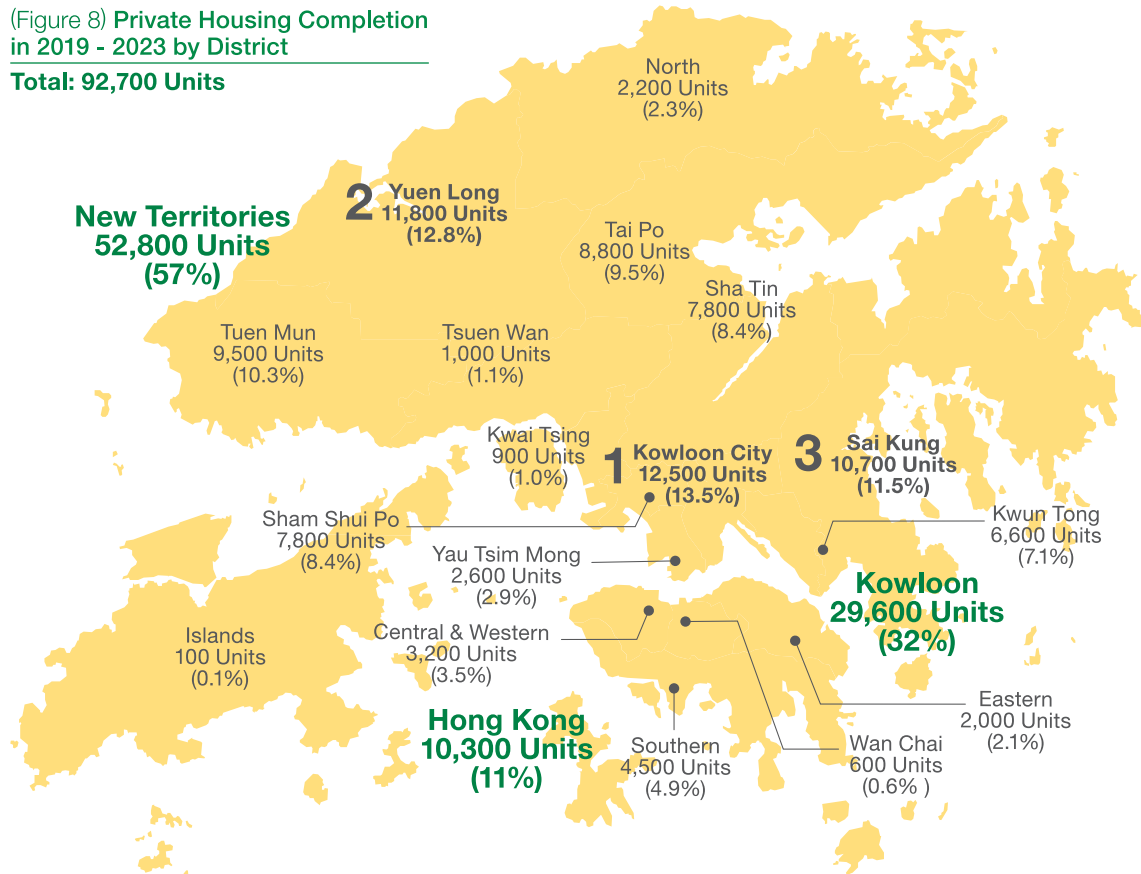 (Figure 8) Private Housing Completion
in 2019 - 2023 by District
Total: 92,700 Units
North
2,200 Units
(2.3%)
2
Yuen Long
11,800 Units
(12.8%)
New Territories
52,800 Units
(57%)
Tai Po
8,800 Units
(9.5%)
Sha Tin
7,800 Units
(8.4%)
Tuen Mun
9,500 Units
(10.3%)
Tsuen Wan
1,000 Units
(1.1%)
Kwai Tsing
900 Units
(1.0%)
1
Kowloon City
12,500 Units
(13.5%)
3
Sai Kung
10,700 Units
(11.5%)
Sham Shui Po
7,800 Units
(8.4%)
Kwun Tong
6,600 Units
(7.1%)
Yau Tsim Mong
2,600 Units
(2.9%)
Kowloon
29,600 Units
(32%)
Islands
100 Units
(0.1%)
Central & Western
3,200 Units
(3.5%)
Hong Kong
10,300 Units
(11%)
Southern
4,500 Units
(4.9%)
Wan Chai
600 Units
(0.6% )
Eastern
2,000 Units
(2.1%)